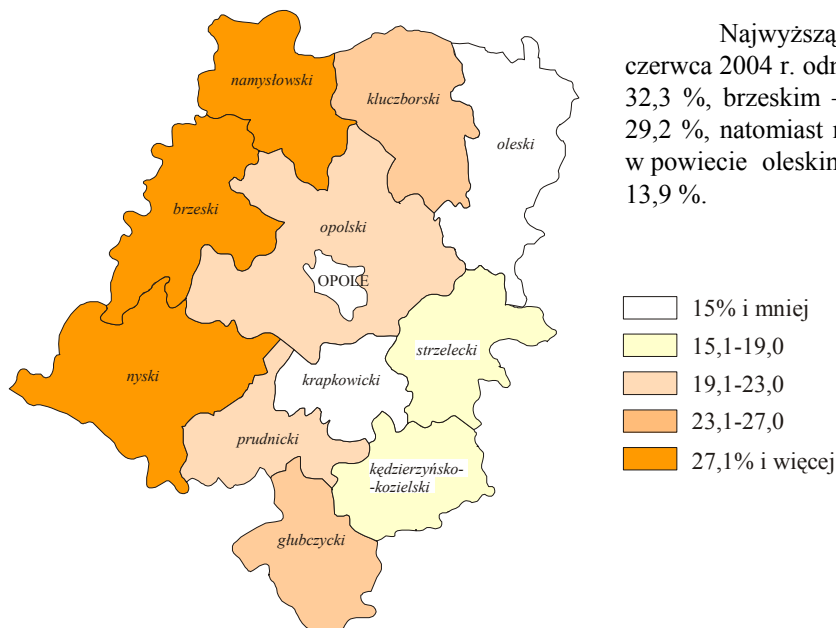 Najwyższą
czerwca 2004 r.
32,3 %, brzeskim -
29,2 %, natomiast
w powiecie oleskim
13,9 %.
namysłowski
kluczborski
oleski
brzeski
opolski
OPOLE
strzelecki
nyski
krapkowicki
prudnicki
kędzierzyńsko-
-kozielski
głubczycki
15% i mniej
15,1-19,0
19,1-23,0
23,1-27,0
27,1% i więcej